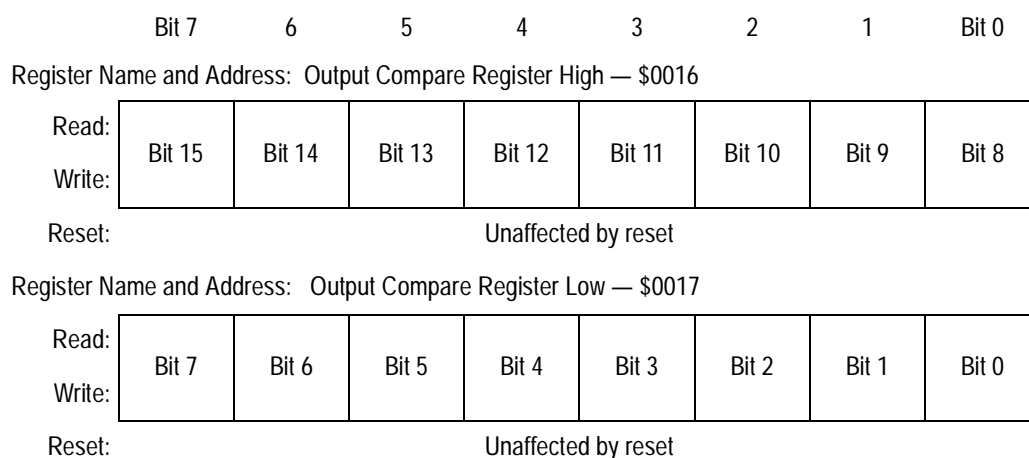 Bit 7 6 5 4 3 2 1 Bit 0
Register Name and Address: Output Compare Register High — $0016
Read:
Bit 15 Bit 14 Bit 13 Bit 12 Bit 11 Bit 10 Bit 9 Bit 8
Write:
Reset: Unaffected by reset
Register Name and Address: Output Compare Register Low — $0017
Read:
Bit 7 Bit 6 Bit 5 Bit 4 Bit 3 Bit 2 Bit 1 Bit 0
Write:
Reset: Unaffected by reset